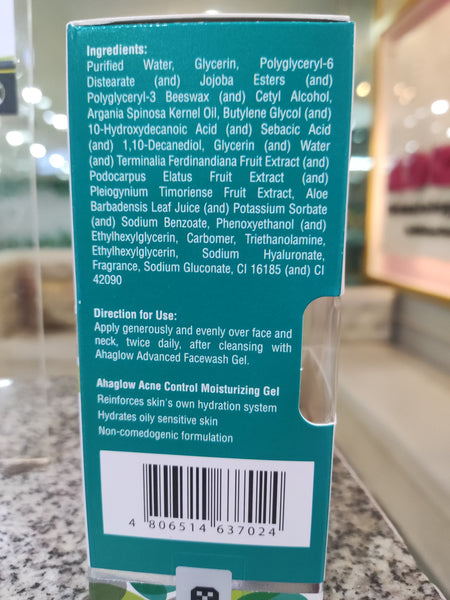 Ingredients:
Purified Water, Glycerin, Polyglyceryl-6
Distearate (and) Jojoba Esters (and)
Polyglyceryl-3 Beeswax (and) Cetyl Alcohol,
Argania Spinosa Kernel Oil, Butylene Glycol (and)
10-Hydroxydecanoic Acid (and) Sebacic Acid
(and) 1,10-Decanediol, Glycerin (and) Water
(and) Terminalia Ferdinandiana Fruit Extract (and)
Podocarpus Elatus Fruit Extract (and)
Pleiogynium Timoriense Fruit Extract, Aloe
Barbadensis Leaf Juice (and) Potassium Sorbate
(and) Sodium Benzoate, Phenoxyethanol (and)
Ethylhexylglycerin, Carbomer, Triethanolamine,
Ethylhexylglycerin, Sodium Hyaluronate,
Fragrance, Sodium Gluconate, CI 16185 (and) CI
42090
Direction for Use:
Apply generously and evenly over face and
neck, twice daily, after cleansing with
Ahaglow Advanced Facewash Gel.
Ahaglow Acne Control Moisturizing Gel
Reinforces skin's own hydration system
Hydrates oily sensitive skin
Non-comedogenic formulation
4 806514 637024